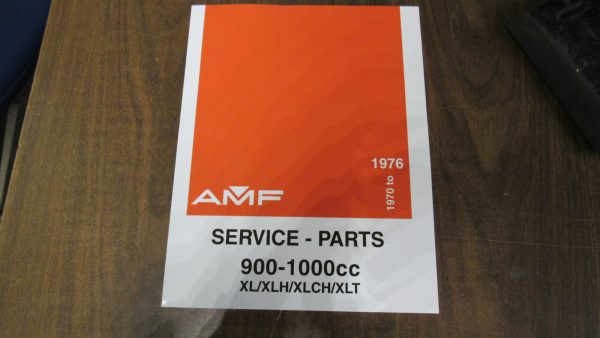 1976
1970 to
AMF
SERVICE - PARTS
900-1000cc
XL/XLH/XLCH/XLT